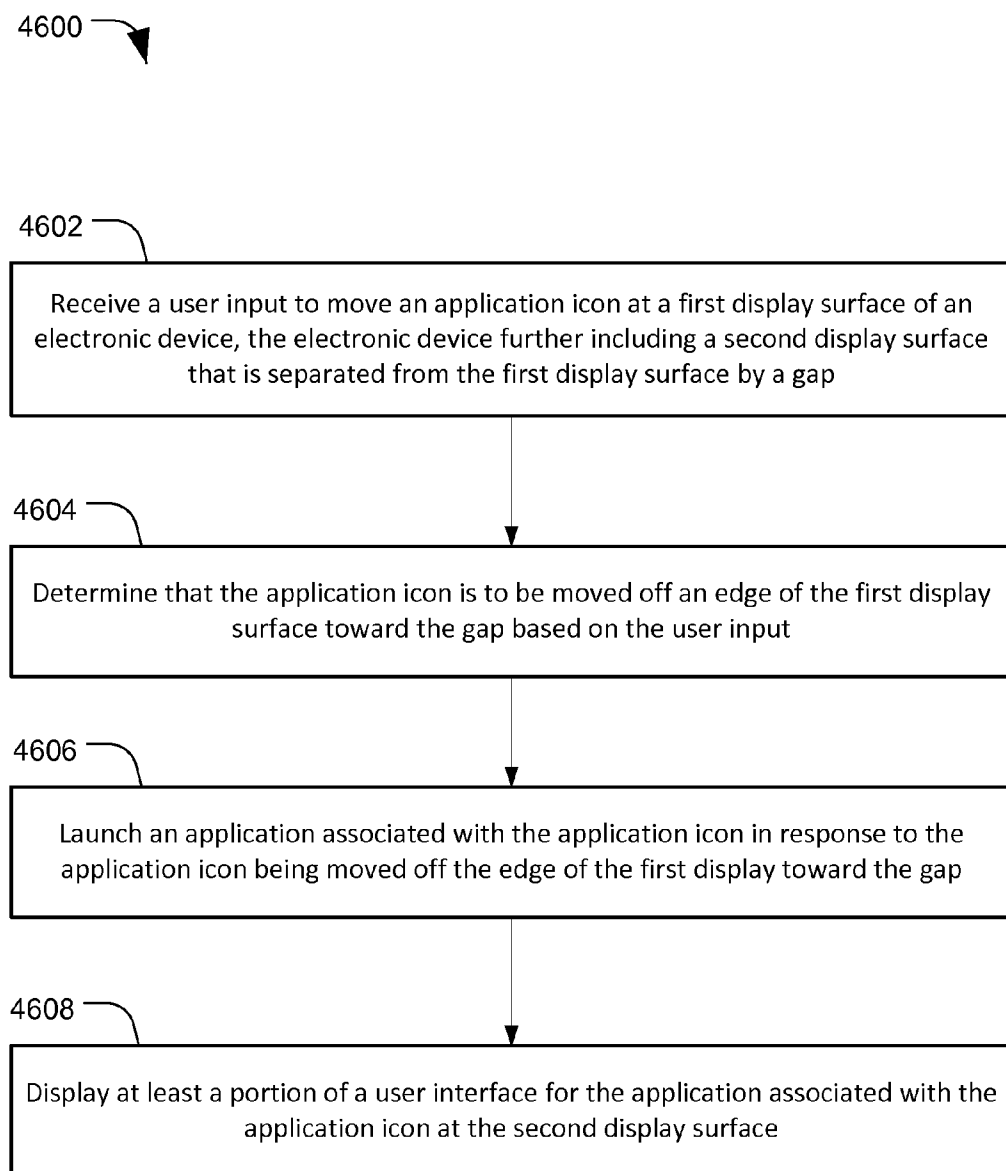 4600
4602
Receive a user input to move an application icon at a first display surface of an
electronic device, the electronic device further including a second display surface
that is separated from the first display surface by a gap
4604
Determine that the application icon is to be moved off an edge of the first display
surface toward the gap based on the user input
4606
Launch an application associated with the application icon in response to the
application icon being moved off the edge of the first display toward the gap
4608
Display at least a portion of a user interface for the application associated with the
application icon at the second display surface